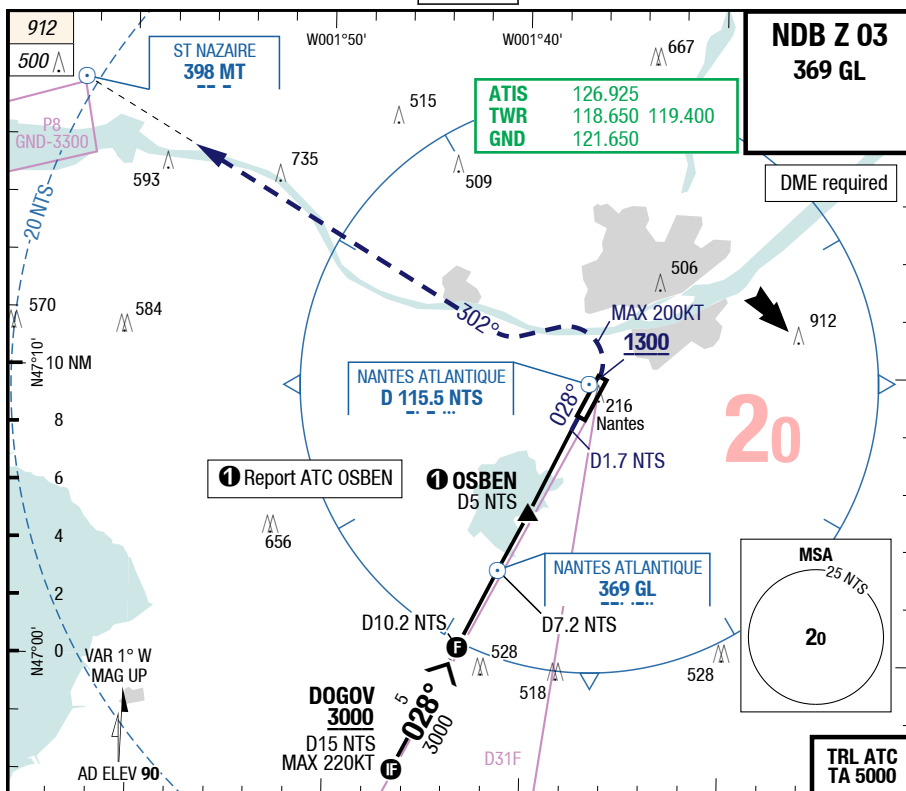 912
500
ST NAZAIRE
398 MT
W001°50'
W001°40'
667
NDB Z 03
369 GL
ATIS 126.925
TWR 118.650 119.400
GND 121.650
515
P8
GND-3300
593
735
509
DME required
20 NTS
570
584
506
302°
MAX 200KT
1300
912
N47°10'
10 NM
NANTES ATLANTIQUE
D 115.5 NTS
028°
216
Nantes
20
8
D1.7 NTS
1 Report ATC OSBEN
1 OSBEN
D5 NTS
6
656
4
NANTES ATLANTIQUE
369 GL
MSA
25 NTS
20
2
D10.2 NTS
D7.2 NTS
N47°00'
0
F
528
518
528
VAR 1° W
MAG UP
DOGOV
3000
D15 NTS
MAX 220KT
5
028°
3000
IF
D31F
AD ELEV 90
TRL ATC
TA 5000